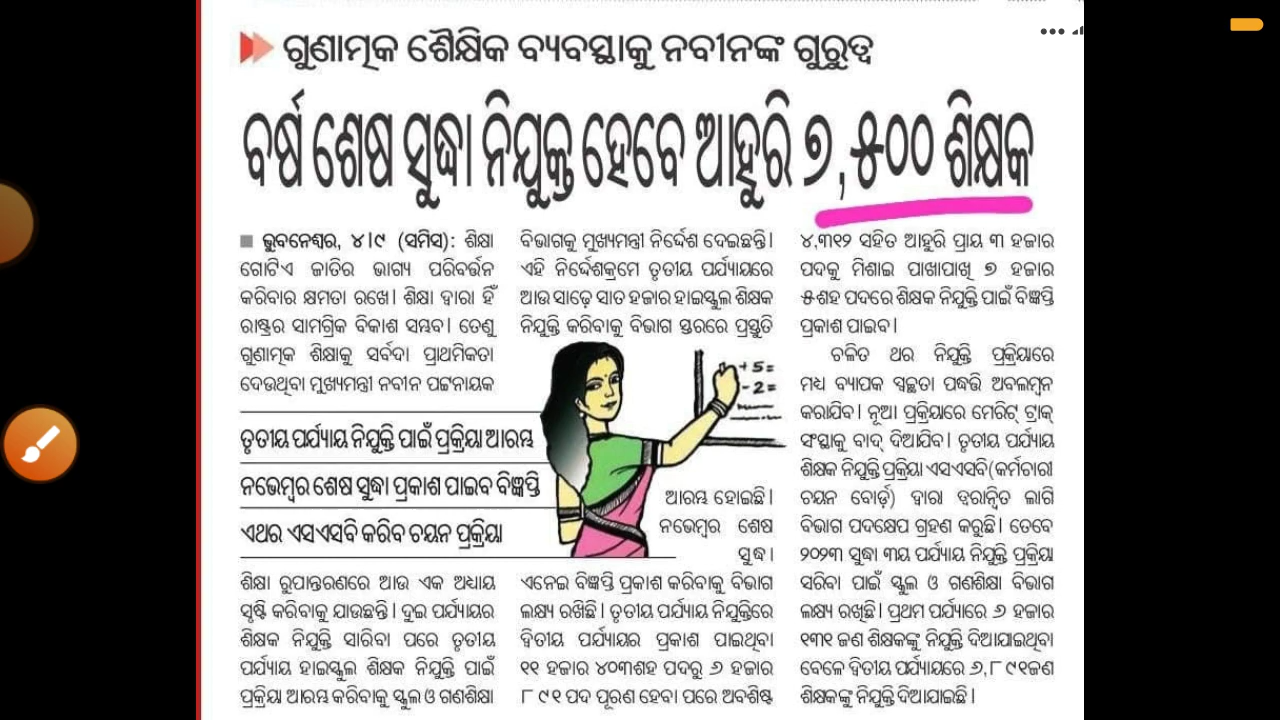 ଗୁଣାତ୍ମକ ଶୈକ୍ଷିକ ବ୍ୟବସ୍ଥାକୁ ନବୀନଙ୍କ ଗୁରୁତ୍ୱ
ବର୍ଷ ଶେଷ ସୁଦ୍ଧା ନିଯୁକ୍ତ ହେବେ ଆହୁରି ୭,୫୦୦ ଶିକ୍ଷକ
ଭୁବନେଶ୍ୱର, ୪।୯ (ସମିସ): ଶିକ୍ଷା
ଗୋଟିଏ ଜାତିର ଭାଗ୍ୟ ପରିବର୍ତ୍ତନ
କରିବାର କ୍ଷମତା ରଖେ। ଶିକ୍ଷା ଦ୍ୱାରା ହିଁ
ରାଷ୍ଟ୍ରର ସାମଗ୍ରିକ ବିକାଶ ସମ୍ଭବ। ତେଣୁ
ଗୁଣାତ୍ମକ ଶିକ୍ଷାକୁ ସର୍ବଦା ପ୍ରାଥମିକତା
ଦେଉଥିବା ମୁଖ୍ୟମନ୍ତ୍ରୀ ନବୀନ ପଟ୍ଟନାୟକ
ତୃତୀୟ ପର୍ଯ୍ୟାୟ ନିଯୁକ୍ତି ପାଇଁ ପ୍ରକ୍ରିୟା ଆରମ୍ଭ
ନଭେମ୍ବର ଶେଷ ସୁଦ୍ଧା ପ୍ରକାଶ ପାଇବ ବିଜ୍ଞପ୍ତି
ଏଥର ଏସଏସବି କରିବ ଚୟନ ପ୍ରକ୍ରିୟା
ଶିକ୍ଷା ରୂପାନ୍ତରଣରେ ଆଉ ଏକ ଅଧ୍ୟାୟ
ସୃଷ୍ଟି କରିବାକୁ ଯାଉଛନ୍ତି। ଦୁଇ ପର୍ଯ୍ୟାୟର
ଶିକ୍ଷକ ନିଯୁକ୍ତି ସାରିବା ପରେ ତୃତୀୟ
ପର୍ଯ୍ୟାୟ ହାଇସ୍କୁଲ ଶିକ୍ଷକ ନିଯୁକ୍ତି ପାଇଁ
ପ୍ରକ୍ରିୟା ଆରମ୍ଭ କରିବାକୁ ସ୍କୁଲ ଓ ଗଣଶିକ୍ଷା
ବିଭାଗକୁ ମୁଖ୍ୟମନ୍ତ୍ରୀ ନିର୍ଦ୍ଦେଶ ଦେଇଛନ୍ତି।
ଏହି ନିର୍ଦ୍ଦେଶକ୍ରମେ ତୃତୀୟ ପର୍ଯ୍ୟାୟରେ
ଆଉ ସାଢ଼େ ସାତ ହଜାର ହାଇସ୍କୁଲ ଶିକ୍ଷକ
ନିଯୁକ୍ତି କରିବାକୁ ବିଭାଗ ସ୍ତରରେ ପ୍ରସ୍ତୁତି
+ 5 =
- 2 =
ଆରମ୍ଭ ହୋଇଛି।
ନଭେମ୍ବର ଶେଷ
ସୁଦ୍ଧା।
ଏନେଇ ବିଜ୍ଞପ୍ତି ପ୍ରକାଶ କରିବାକୁ ବିଭାଗ
ଲକ୍ଷ୍ୟ ରଖିଛି। ତୃତୀୟ ପର୍ଯ୍ୟାୟ ନିଯୁକ୍ତିରେ
ଦ୍ୱିତୀୟ ପର୍ଯ୍ୟାୟର ପ୍ରକାଶ ପାଇଥିବା
୧୧ ହଜାର ୪୦୩ଶହ ପଦରୁ ୬ ହଜାର
୮୯୧ ପଦ ପୂରଣ ହେବା ପରେ ଅବଶିଷ୍ଟ
୪,୩୧୨ ସହିତ ଆହୁରି ପ୍ରାୟ ୩ ହଜାର
ପଦକୁ ମିଶାଇ ପାଖାପାଖି ୭ ହଜାର
୫ଶହ ପଦରେ ଶିକ୍ଷକ ନିଯୁକ୍ତି ପାଇଁ ବିଜ୍ଞପ୍ତି
ପ୍ରକାଶ ପାଇବ।
ଚଳିତ ଥର ନିଯୁକ୍ତି ପ୍ରକ୍ରିୟାରେ
ମଧ୍ୟ ବ୍ୟାପକ ସ୍ୱଚ୍ଛତା ପଦ୍ଧତି ଅବଲମ୍ବନ
କରାଯିବ। ନୂଆ ପ୍ରକ୍ରିୟାରେ ମେରିଟ୍ ଟ୍ରାକ୍
ସଂସ୍ଥାକୁ ବାଦ୍ ଦିଆଯିବ। ତୃତୀୟ ପର୍ଯ୍ୟାୟ
ଶିକ୍ଷକ ନିଯୁକ୍ତି ପ୍ରକ୍ରିୟା ଏସଏସବି(କର୍ମଚାରୀ
ଚୟନ ବୋର୍ଡ଼) ଦ୍ୱାରା ତ୍ୱରାନ୍ୱିତ ଲାଗି
ବିଭାଗ ପଦକ୍ଷେପ ଗ୍ରହଣ କରୁଛି। ତେବେ
୨୦୨୩ ସୁଦ୍ଧା ୩ୟ ପର୍ଯ୍ୟାୟ ନିଯୁକ୍ତି ପ୍ରକ୍ରିୟା
ସରିବା ପାଇଁ ସ୍କୁଲ ଓ ଗଣଶିକ୍ଷା ବିଭାଗ
ଲକ୍ଷ୍ୟ ରଖିଛି। ପ୍ରଥମ ପର୍ଯ୍ୟାରେ ୬ ହଜାର
୧୩୧ ଜଣ ଶିକ୍ଷକଙ୍କୁ ନିଯୁକ୍ତି ଦିଆଯାଇଥିବା
ବେଳେ ଦ୍ୱିତୀୟ ପର୍ଯ୍ୟାୟରେ ୬,୮୯୧ଜଣ
ଶିକ୍ଷକଙ୍କୁ ନିଯୁକ୍ତି ଦିଆଯାଇଛି।